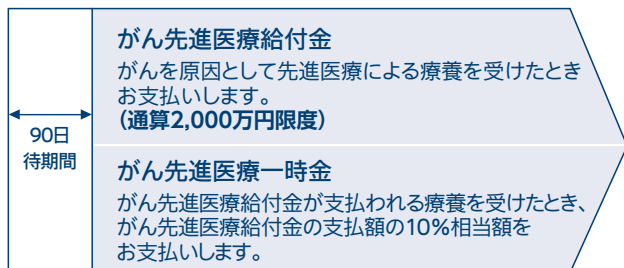 がん先進医療給付金
がんを原因として先進医療による療養を受けたとき
お支払いします。
(通算2,000万円限度)
90日
待期間
がん先進医療一時金
がん先進医療給付金が支払われる療養を受けたとき、
がん先進医療給付金の支払額の10%相当額を
お支払いします。